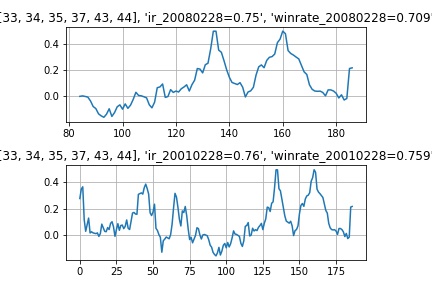 [33, 34, 35, 37, 43, 44], 'ir_20080228=0.75', 'winrate_20080228=0.709'
0.4
0.2
0.0
80 100 120 140 160 180
[33, 34, 35, 37, 43, 44], 'ir_20010228=0.76', 'winrate_20010228=0.759'
0.4
0.2
0.0
0 25 50 75 100 125 150 175